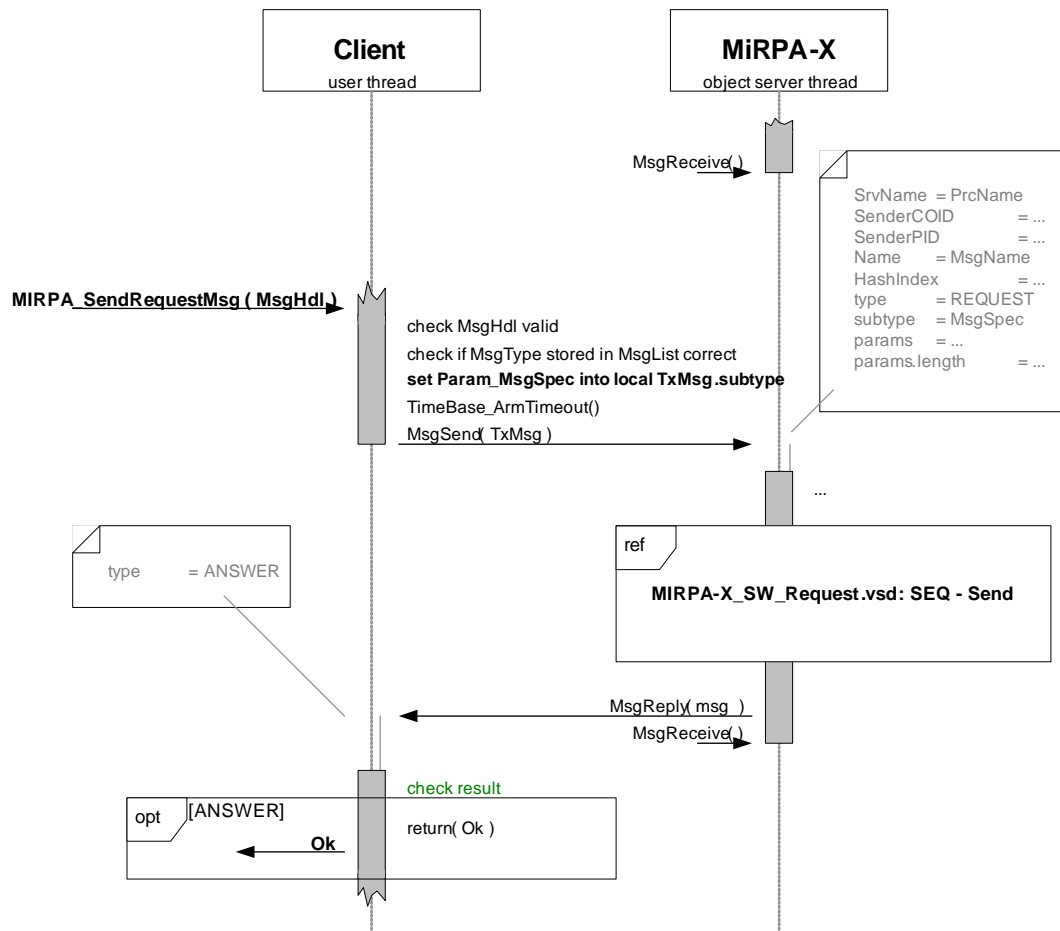 Client
user thread
MiRPA-X
object server thread
MsgReceive( )
SrvName = PrcName
SenderCOID = ...
SenderPID = ...
Name = MsgName
HashIndex = ...
type = REQUEST
subtype = MsgSpec
params = ...
params.length = ...
MIRPA_SendRequestMsg ( MsgHdl )
check MsgHdl valid
check if MsgType stored in MsgList correct
set Param_MsgSpec into local TxMsg.subtype
TimeBase_ArmTimeout()
MsgSend( TxMsg )
...
ref
MIRPA-X_SW_Request.vsd: SEQ - Send
type = ANSWER
MsgReply( msg )
MsgReceive( )
check result
opt [ANSWER]
return( Ok )
Ok